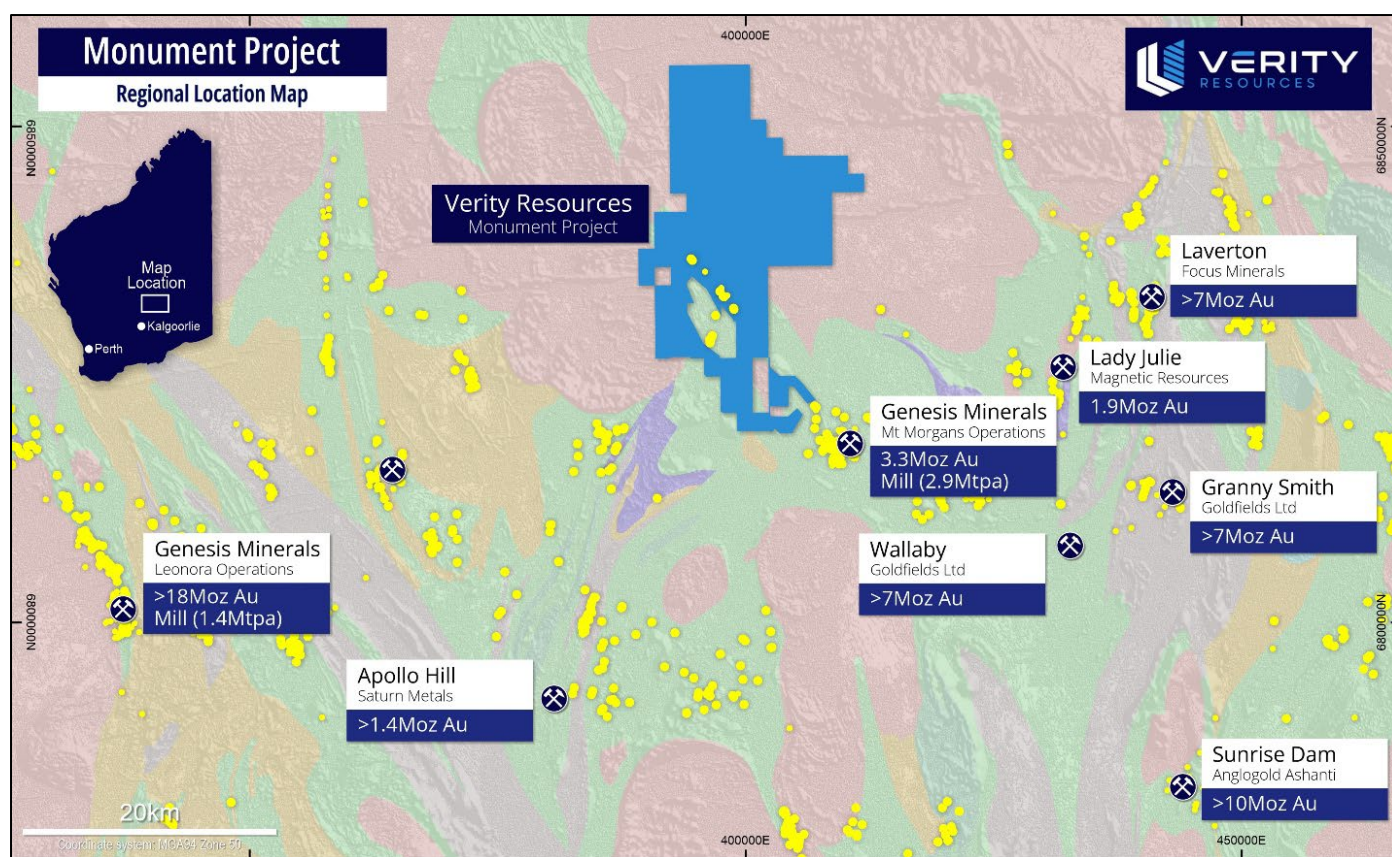 Monument Project
Regional Location Map
VERITY
RESOURCES
400000E
6850000N
6850000N
Map
Location
Kalgoorlie
Perth
Verity Resources
Monument Project
Laverton
Focus Minerals
>7Moz Au
Lady Julie
Magnetic Resources
1.9Moz Au
Genesis Minerals
Mt Morgans Operations
3.3Moz Au
Mill (2.9Mtpa)
Granny Smith
Goldfields Ltd
>7Moz Au
Wallaby
Goldfields Ltd
>7Moz Au
Genesis Minerals
Leonora Operations
>18Moz Au
Mill (1.4Mtpa)
6800000N
6800000N
Apollo Hill
Saturn Metals
>1.4Moz Au
Sunrise Dam
Anglogold Ashanti
>10Moz Au
20km
Coordinate system: MGA94 Zone 50
400000E
450000E